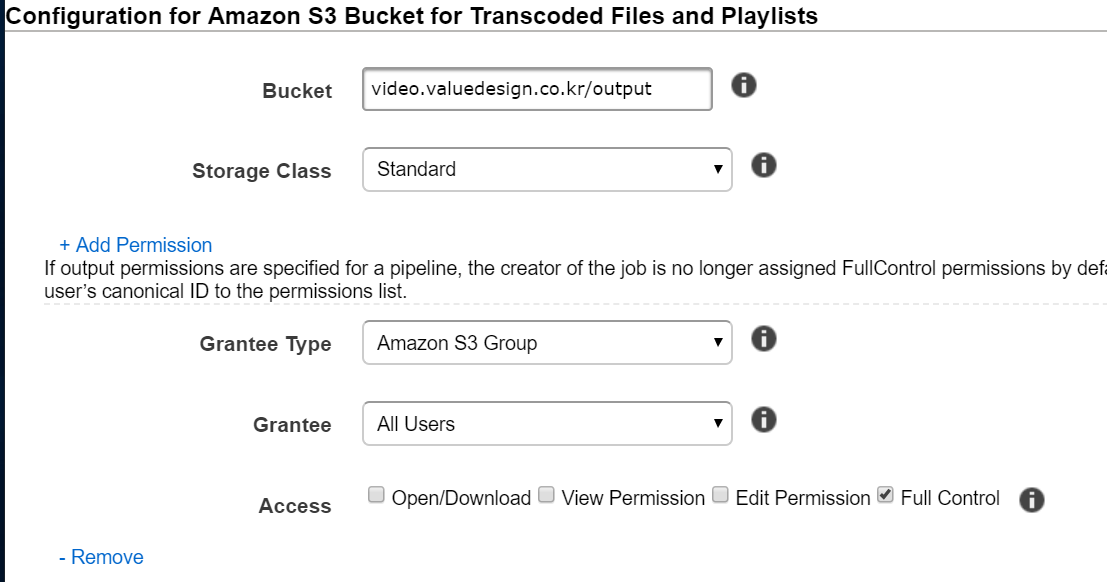 Configuration for Amazon S3 Bucket for Transcoded Files and Playlists
Bucket video.valuedesign.co.kr/output
Storage Class Standard
+ Add Permission
If output permissions are specified for a pipeline, the creator of the job is no longer assigned FullControl permissions by
user's canonical ID to the permissions list.
Grantee Type Amazon S3 Group
Grantee All Users
Access Open/Download View Permission Edit Permission Full Control
- Remove